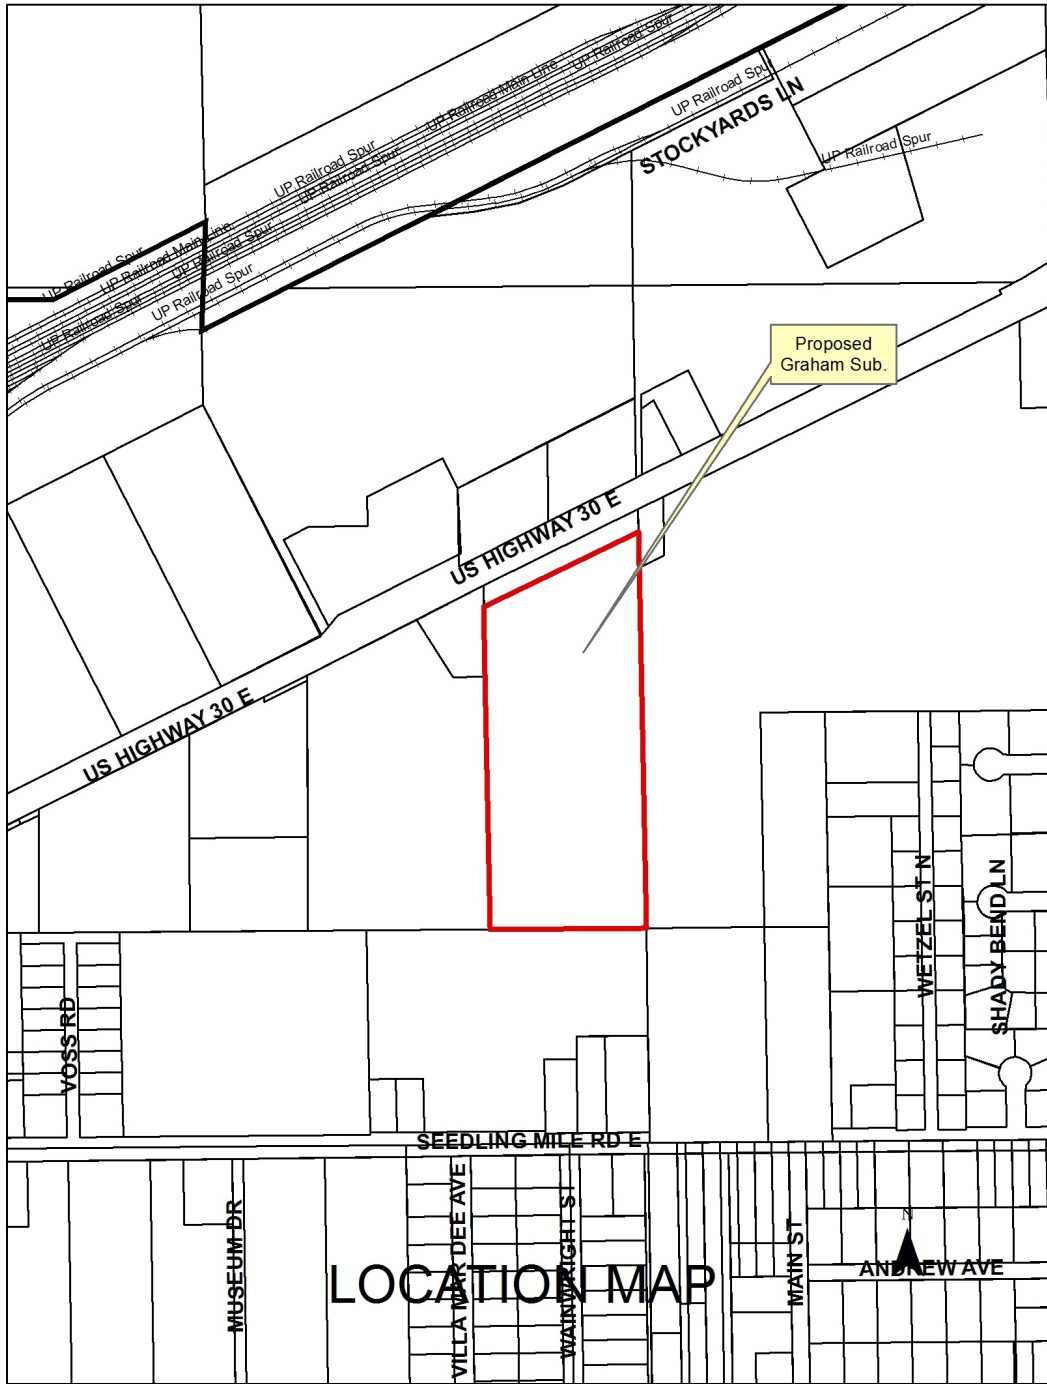 UP Railroad Spur
UP Railroad Spur
UP Railroad Main Line
UP Railroad Spur
STOCKYARDS LN
UP Railroad Spur
UP Railroad Spur
UP Railroad Spur
UP Railroad Main Line
UP Railroad Spur
UP Railroad Spur
UP Railroad Spur
UP Railroad Spur
Proposed
Graham Sub.
US HIGHWAY 30 E
US HIGHWAY 30 E
WETZEL ST N
SHADY BEND LN
VOSS RD
SEEDLING MILE RD E
MUSEUM DR
VILLA MAR DEE AVE
WAINWRIGHT ST
MAIN ST
N
ANDREW AVE
LOCATION MAP